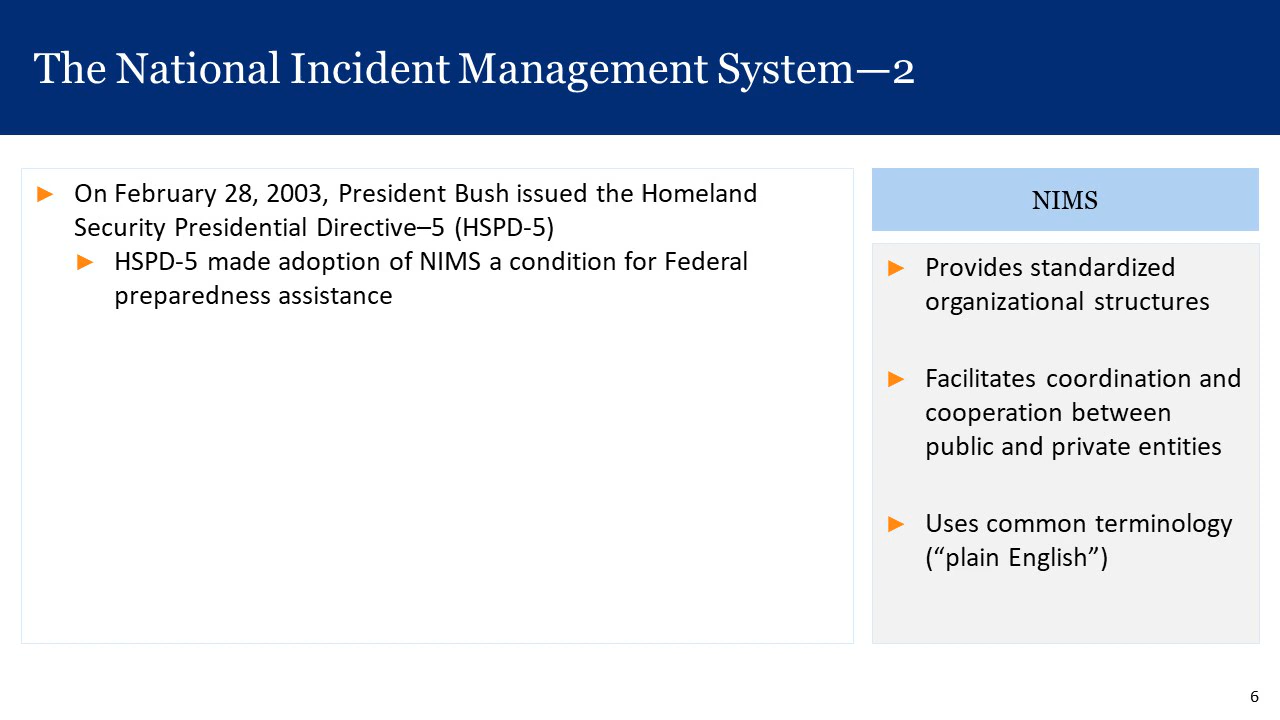 The National Incident Management System—2
► On February 28, 2003, President Bush issued the Homeland
Security Presidential Directive–5 (HSPD-5)
► HSPD-5 made adoption of NIMS a condition for Federal
preparedness assistance
NIMS
► Provides standardized
organizational structures
► Facilitates coordination and
cooperation between
public and private entities
► Uses common terminology
(“plain English”)
6